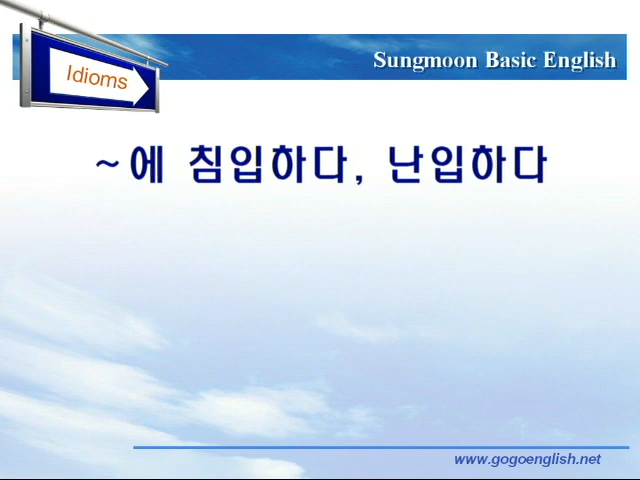 Idioms
Sungmoon Basic English
~에 침입하다, 난입하다
www.gogoenglish.net